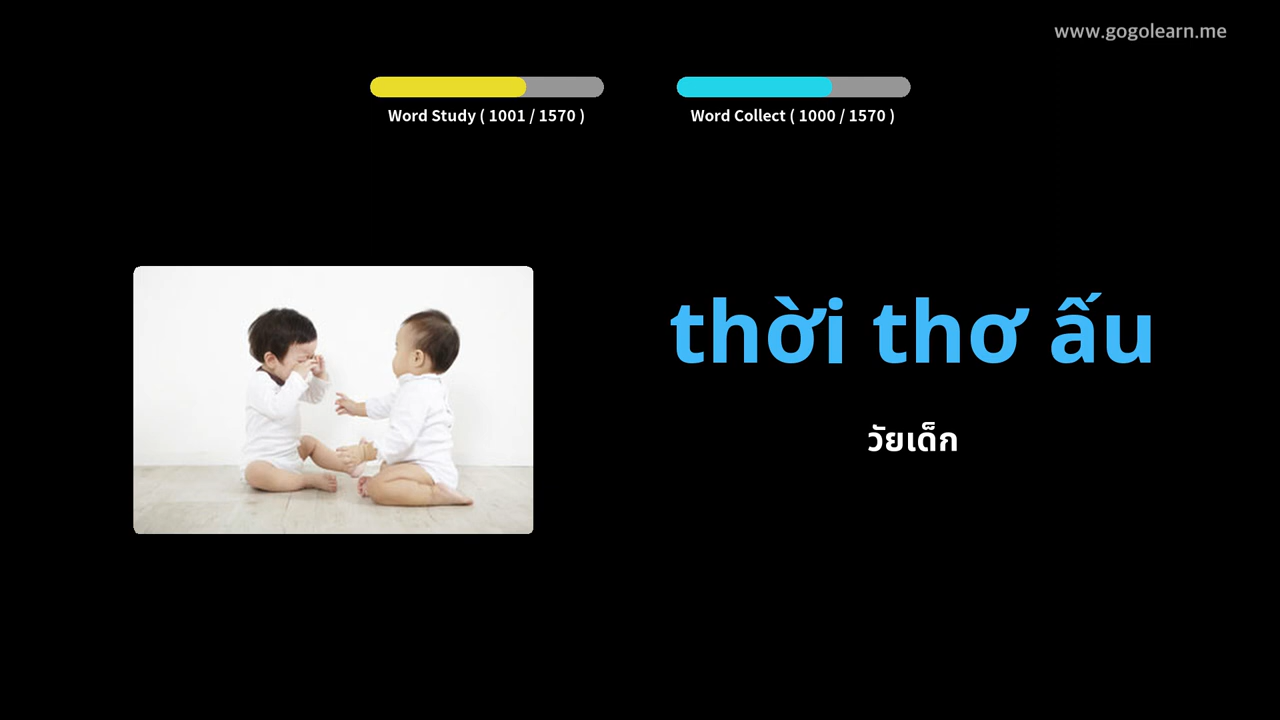 www.gogolearn.me
Word Study ( 1001 / 1570 )
Word Collect ( 1000 / 1570 )
thời thơ ấu
วัยเด็ก